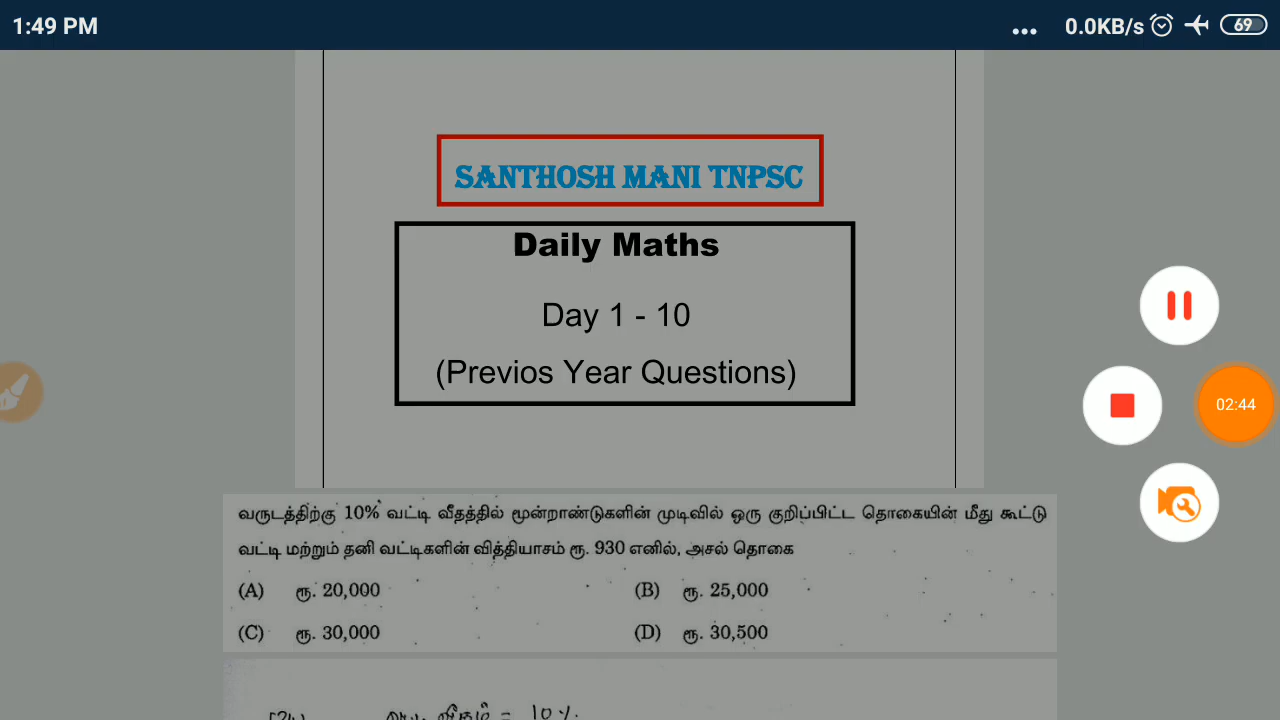 1:49 PM
... 0.0KB/s 69
SANTHOSH MANI TNPSC
Daily Maths
Day 1 - 10
(Previos Year Questions)
02:44
வருடத்திற்கு 10% வட்டி வீதத்தில் மூன்றாண்டுகளின் முடிவில் ஒரு குறிப்பிட்ட தொகையின் மீது கூட்டு
வட்டி மற்றும் தனி வட்டிகளின் வித்தியாசம் ரூ. 930 எனில், அசல் தொகை
(A) ரூ. 20,000 (B) ரூ. 25,000
(C) ரூ. 30,000 (D) ரூ. 30,500
= 10%.